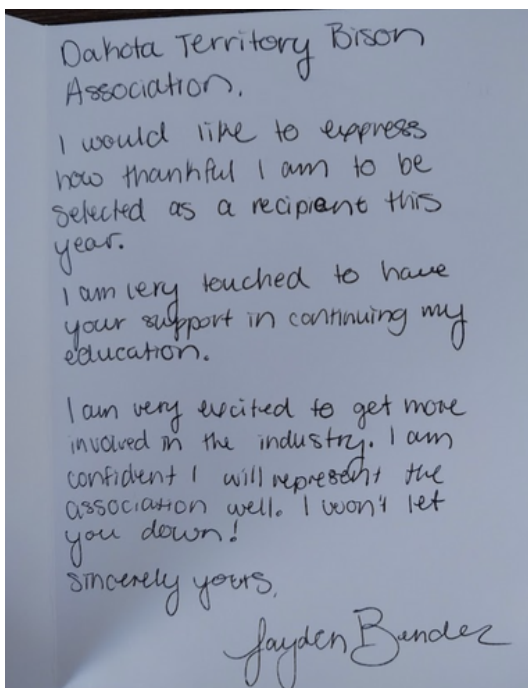 Dakota Territory Bison
Association.
I would like to express
how thankful I am to be
selected as a recipient this
year.
I am very touched to have
your support in continuing my
education.
I am very excited to get more
involved in the industry. I am
confident I will represent the
association well. I won't let
you down!
Sincerely yours,
Jayden Bender